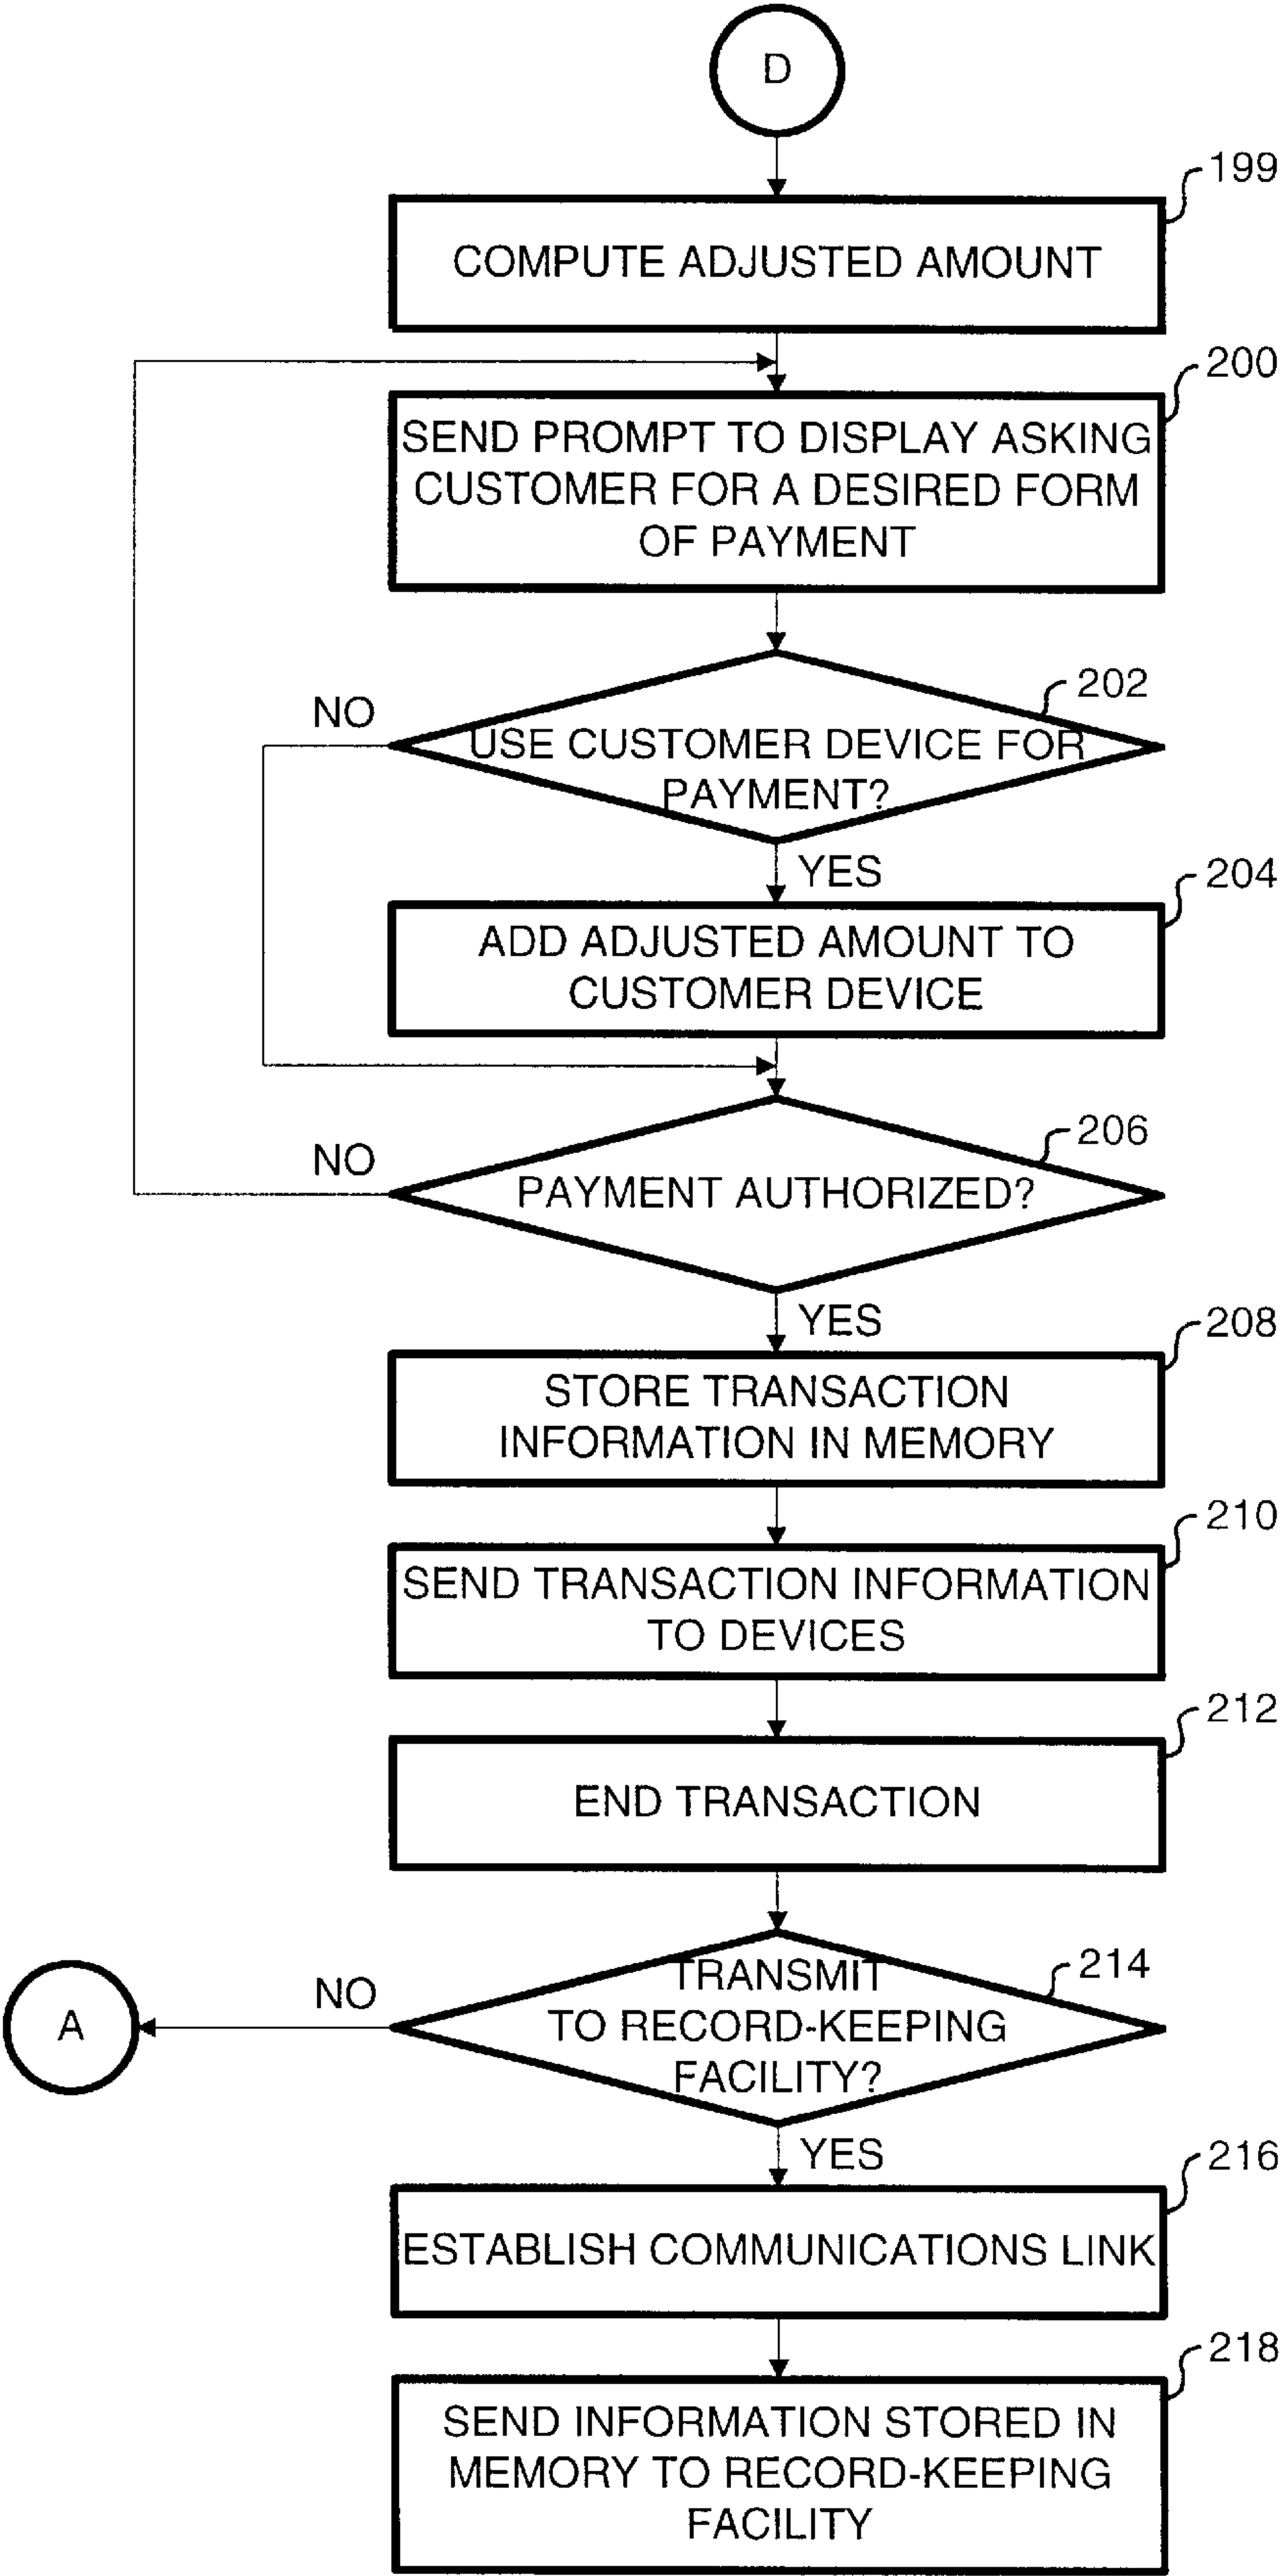 D
199
COMPUTE ADJUSTED AMOUNT
200
SEND PROMPT TO DISPLAY ASKING
CUSTOMER FOR A DESIRED FORM
OF PAYMENT
202
NO
USE CUSTOMER DEVICE FOR
PAYMENT?
YES
204
ADD ADJUSTED AMOUNT TO
CUSTOMER DEVICE
206
NO
PAYMENT AUTHORIZED?
YES
208
STORE TRANSACTION
INFORMATION IN MEMORY
210
SEND TRANSACTION INFORMATION
TO DEVICES
212
END TRANSACTION
214
NO
A
TRANSMIT
TO RECORD-KEEPING
FACILITY?
YES
216
ESTABLISH COMMUNICATIONS LINK
218
SEND INFORMATION STORED IN
MEMORY TO RECORD-KEEPING
FACILITY